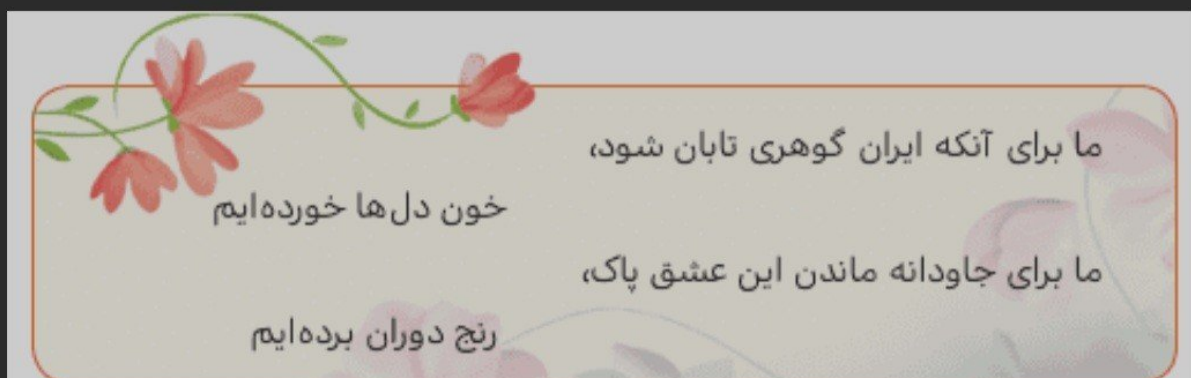 ما برای آنکه ایران گوهری تابان شود،
خون دل‌ها خورده‌ایم
ما برای جاودانه ماندن این عشق پاک،
رنج دوران برده‌ایم